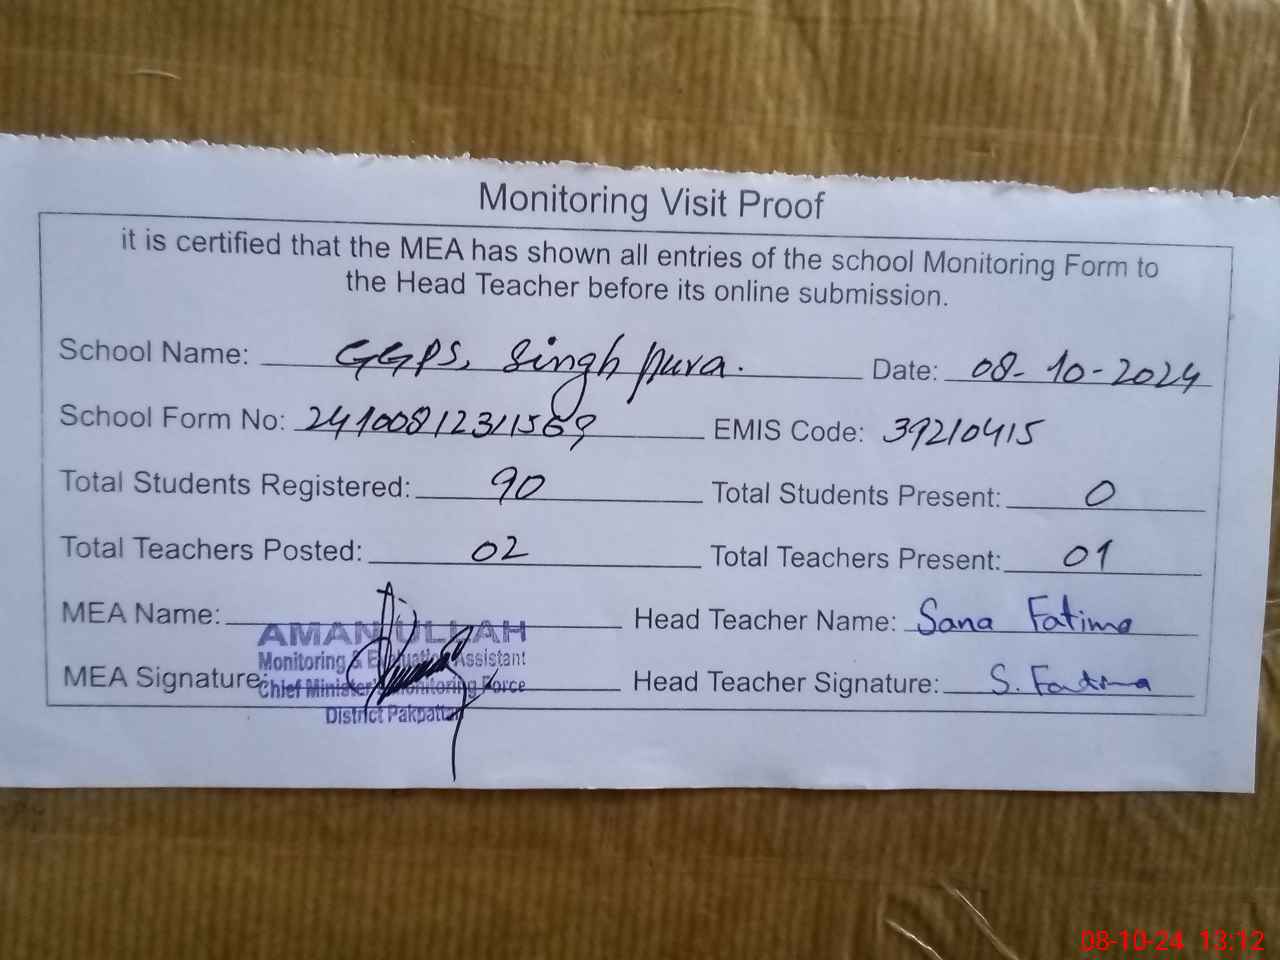 Monitoring Visit Proof
it is certified that the MEA has shown all entries of the school Monitoring Form to
the Head Teacher before its online submission.
School Name: GGPS, Singh pura. Date: 08-10-2024
School Form No: 24100812311569 EMIS Code: 39210415
Total Students Registered: 90 Total Students Present: 0
Total Teachers Posted: 02 Total Teachers Present: 01
MEA Name: Head Teacher Name: Sana Fatima
AMAN ULLAH
Monitoring & Evaluation Assistant
MEA Signature: Head Teacher Signature: S. Fatima
Chief Minister's Monitoring Force
District Pakpattan
08-10-24 13:12